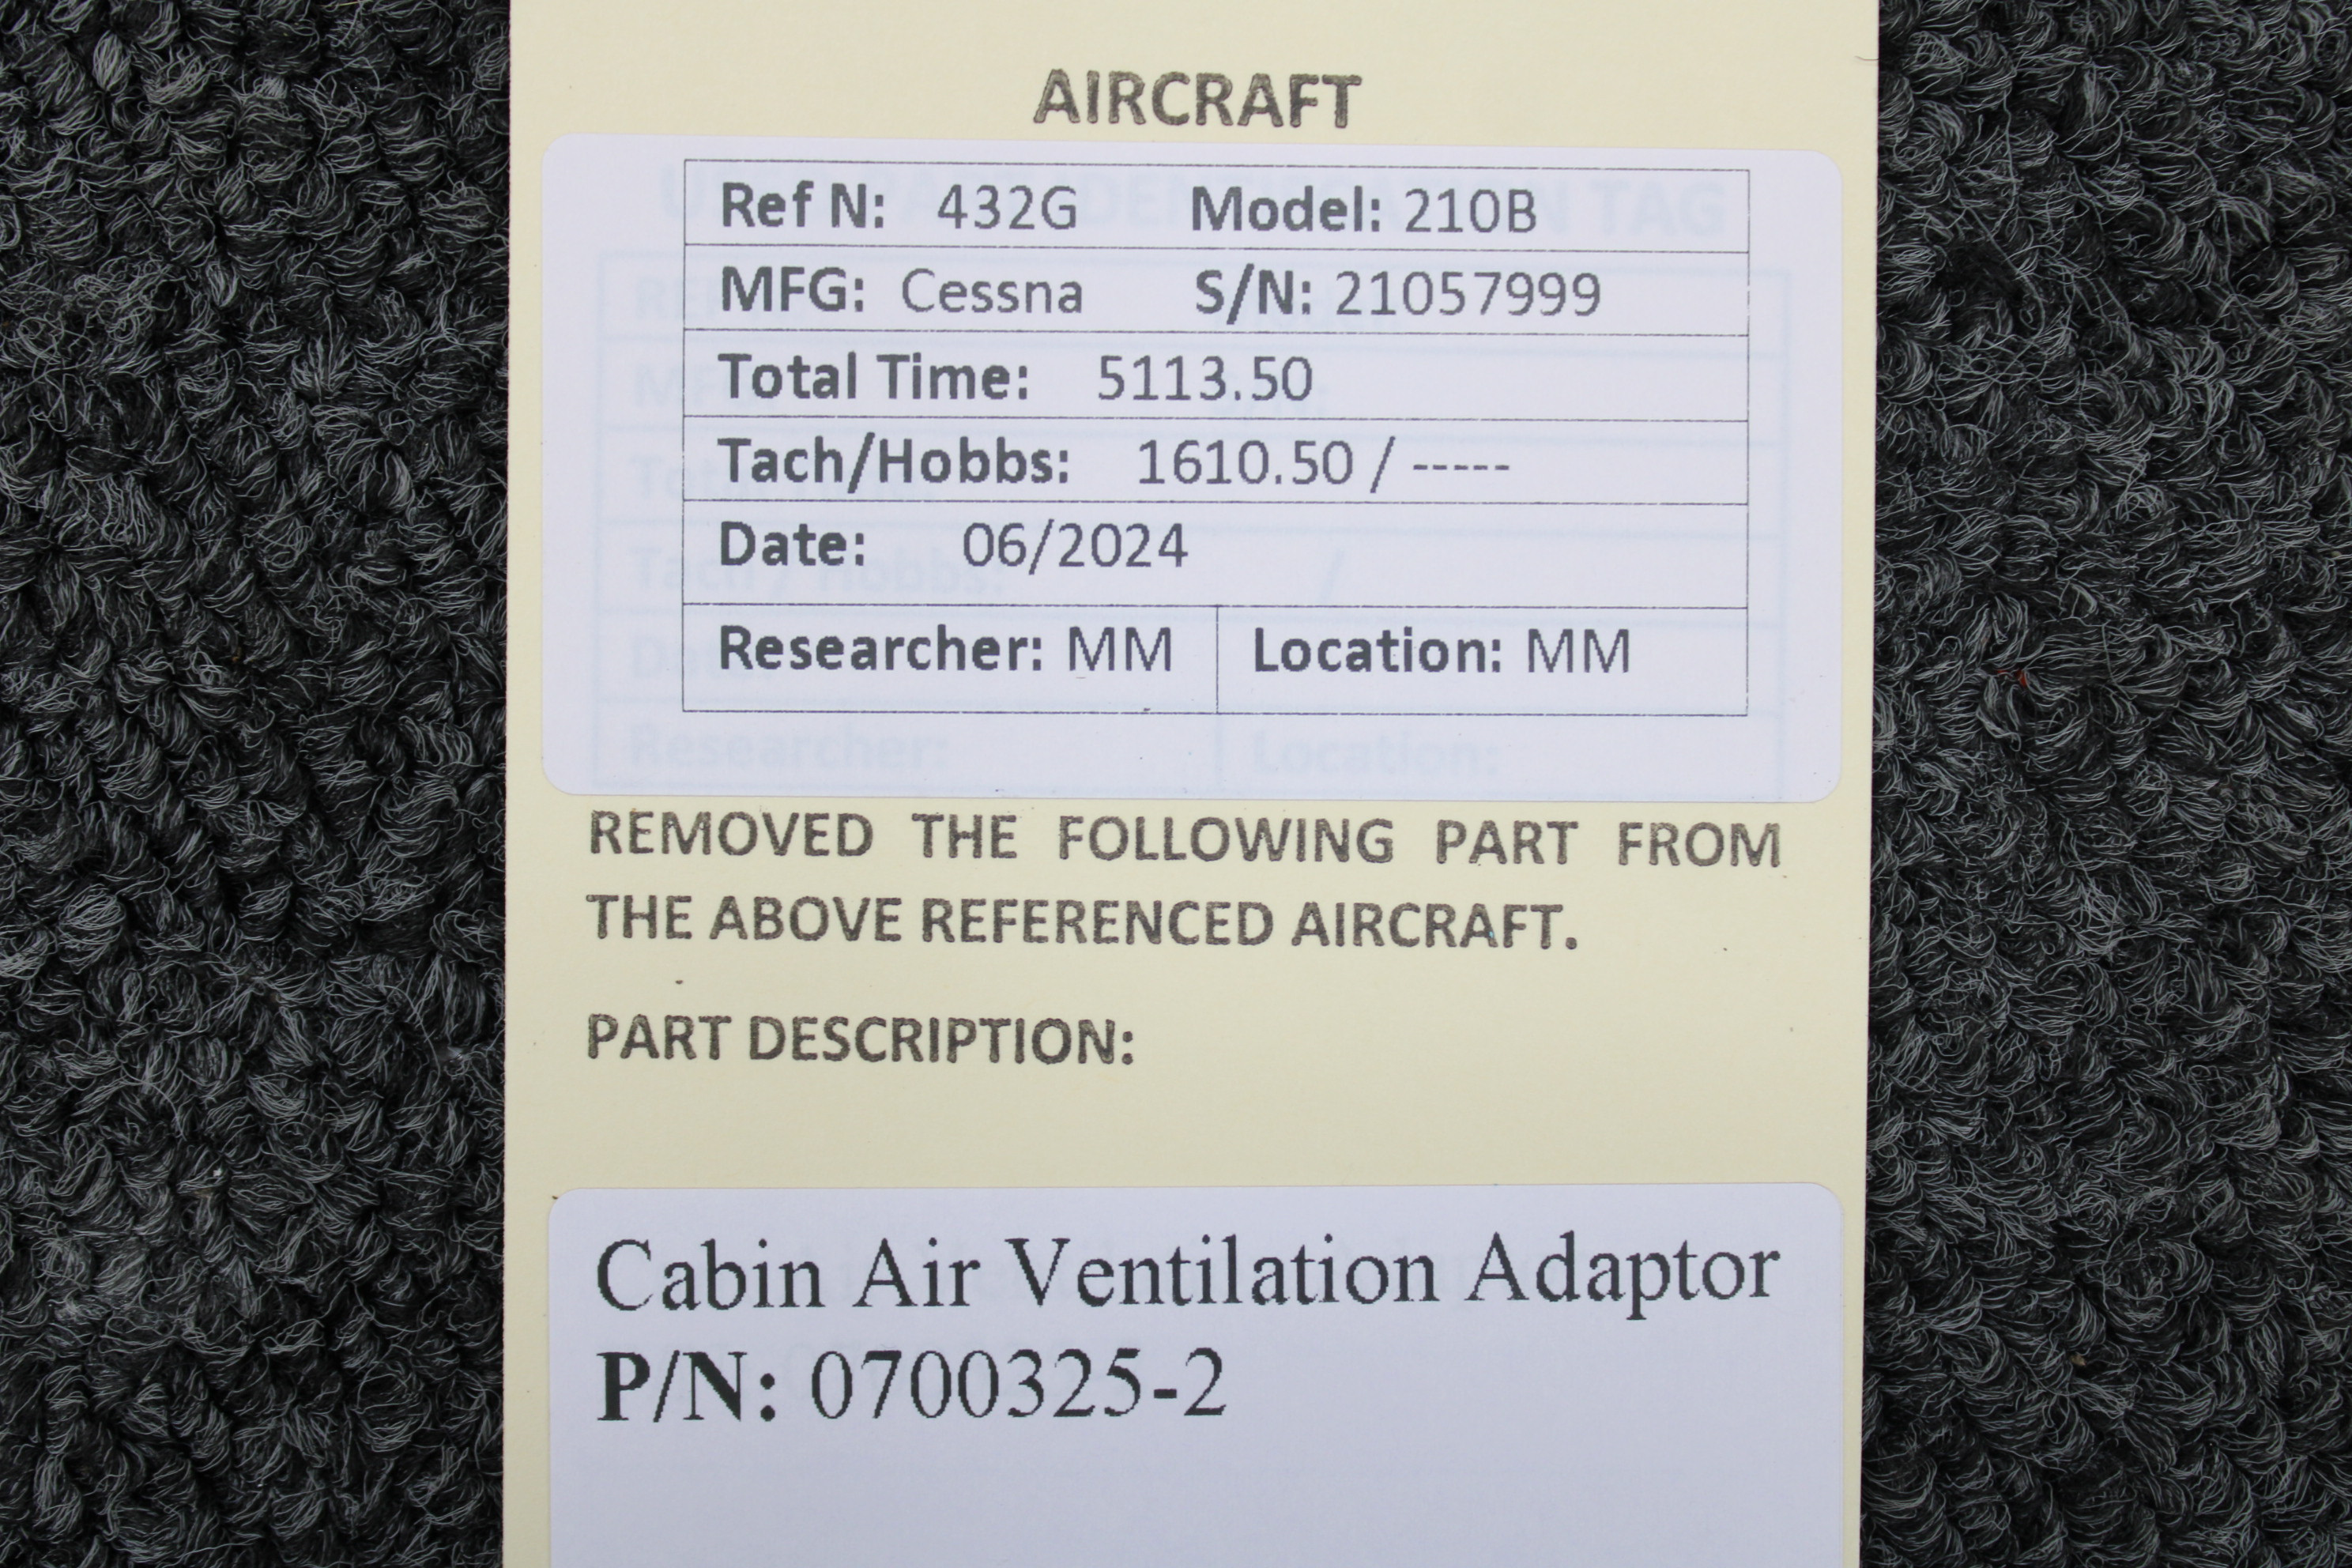 AIRCRAFT
Ref N: 432G Model: 210B
MFG: Cessna S/N: 21057999
Total Time: 5113.50
Tach/Hobbs: 1610.50 / -----
Date: 06/2024
Researcher: MM Location: MM
REMOVED THE FOLLOWING PART FROM
THE ABOVE REFERENCED AIRCRAFT.
PART DESCRIPTION:
Cabin Air Ventilation Adaptor
P/N: 0700325-2